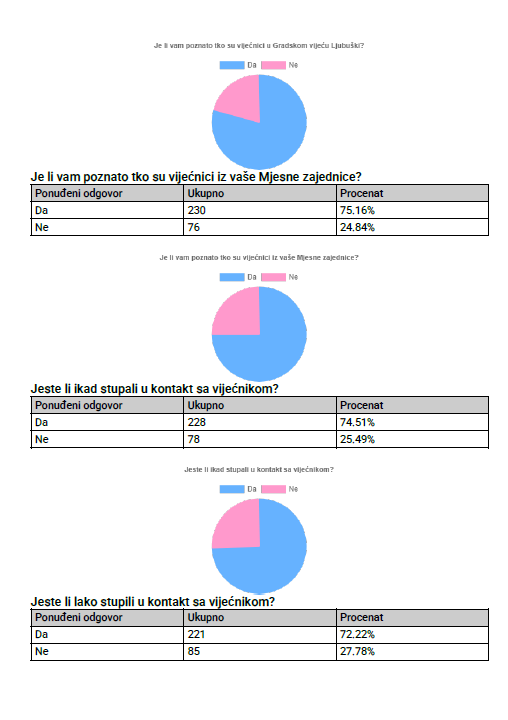 Je li vam poznato tko su vijećnici u Gradskom vijeću Ljubuški?
Da Ne
Je li vam poznato tko su vijećnici iz vaše Mjesne zajednice?
Ponuđeni odgovor Ukupno Procenat
Da 230 75.16%
Ne 76 24.84%
Je li vam poznato tko su vijećnici iz vaše Mjesne zajednice?
Da Ne
Jeste li ikad stupali u kontakt sa vijećnikom?
Ponuđeni odgovor Ukupno Procenat
Da 228 74.51%
Ne 78 25.49%
Jeste li ikad stupali u kontakt sa vijećnikom?
Da Ne
Jeste li lako stupili u kontakt sa vijećnikom?
Ponuđeni odgovor Ukupno Procenat
Da 221 72.22%
Ne 85 27.78%